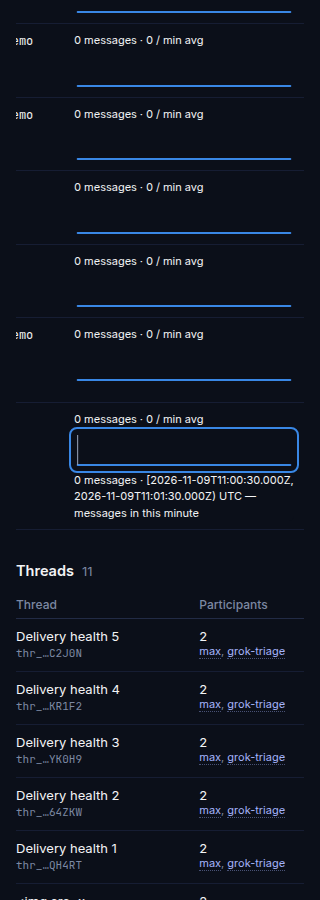 emo 0 messages · 0 / min avg
emo 0 messages · 0 / min avg
0 messages · 0 / min avg
0 messages · 0 / min avg
emo 0 messages · 0 / min avg
0 messages · 0 / min avg
0 messages · [2026-11-09T11:00:30.000Z,
2026-11-09T11:01:30.000Z) UTC —
messages in this minute
Threads 11
Thread Participants
Delivery health 5 2
thr_…C2J0N max, grok-triage
Delivery health 4 2
thr_…KR1F2 max, grok-triage
Delivery health 3 2
thr_…YK0H9 max, grok-triage
Delivery health 2 2
thr_…64ZKW max, grok-triage
Delivery health 1 2
thr_…QH4RT max, grok-triage